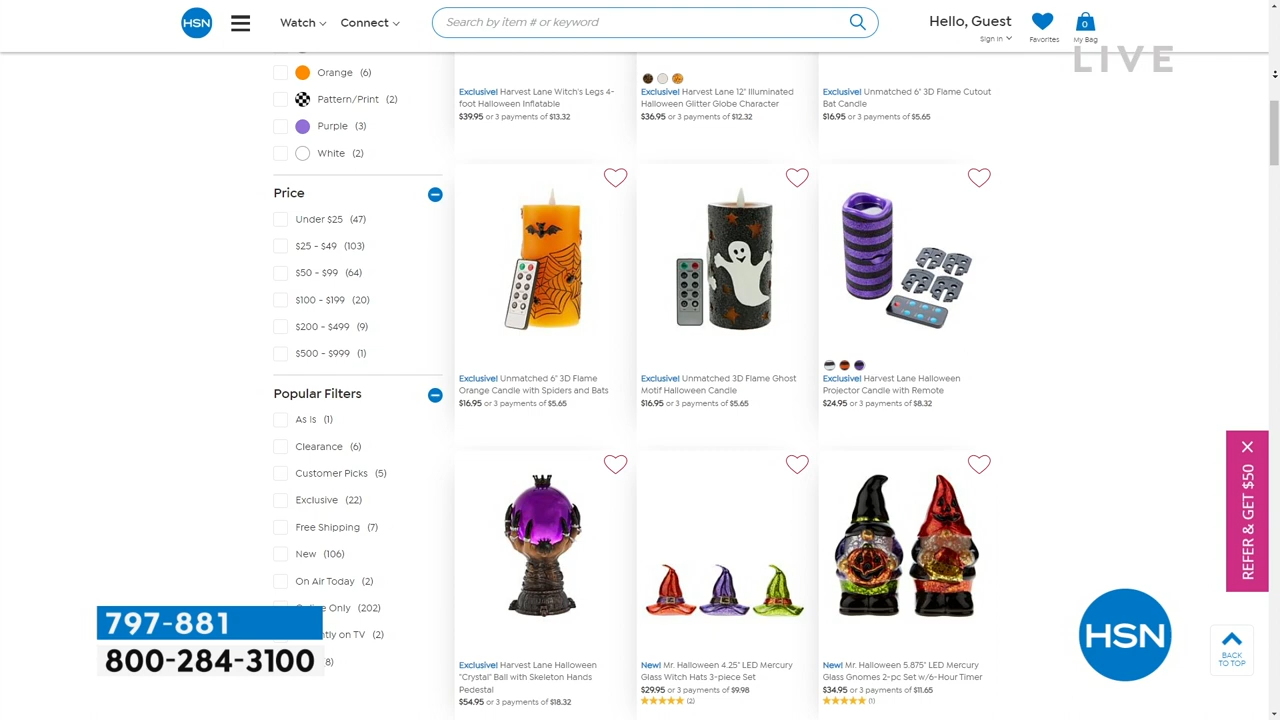 HSN
Watch
Connect
Search by item # or keyword
Hello, Guest
Sign In
Favorites
0
My Bag
LIVE
Orange (6)
Pattern/Print (2)
Purple (3)
White (2)
Price
Under $25 (47)
$25 - $49 (103)
$50 - $99 (64)
$100 - $199 (20)
$200 - $499 (9)
$500 - $999 (1)
Popular Filters
As Is (1)
Clearance (6)
Customer Picks (5)
Exclusive (22)
Free Shipping (7)
New (106)
On Air Today (2)
Only (202)
on TV (2)
Exclusive! Harvest Lane Witch's Legs 4-
foot Halloween Inflatable
$39.95 or 3 payments of $13.32
Exclusive! Harvest Lane 12" Illuminated
Halloween Glitter Globe Character
$36.95 or 3 payments of $12.32
Exclusive! Unmatched 6" 3D Flame Cutout
Bat Candle
$16.95 or 3 payments of $5.65
Exclusive! Unmatched 6" 3D Flame
Orange Candle with Spiders and Bats
$16.95 or 3 payments of $5.65
Exclusive! Unmatched 3D Flame Ghost
Motif Halloween Candle
$16.95 or 3 payments of $5.65
Exclusive! Harvest Lane Halloween
Projector Candle with Remote
$24.95 or 3 payments of $8.32
Exclusive! Harvest Lane Halloween
"Crystal" Ball with Skeleton Hands
Pedestal
$54.95 or 3 payments of $18.32
New! Mr. Halloween 4.25" LED Mercury
Glass Witch Hats 3-piece Set
$29.95 or 3 payments of $9.98
(2)
New! Mr. Halloween 5.875" LED Mercury
Glass Gnomes 2-pc Set w/6-Hour Timer
$34.95 or 3 payments of $11.65
(1)
REFER & GET $50
797-881
800-284-3100
HSN
BACK
TO TOP